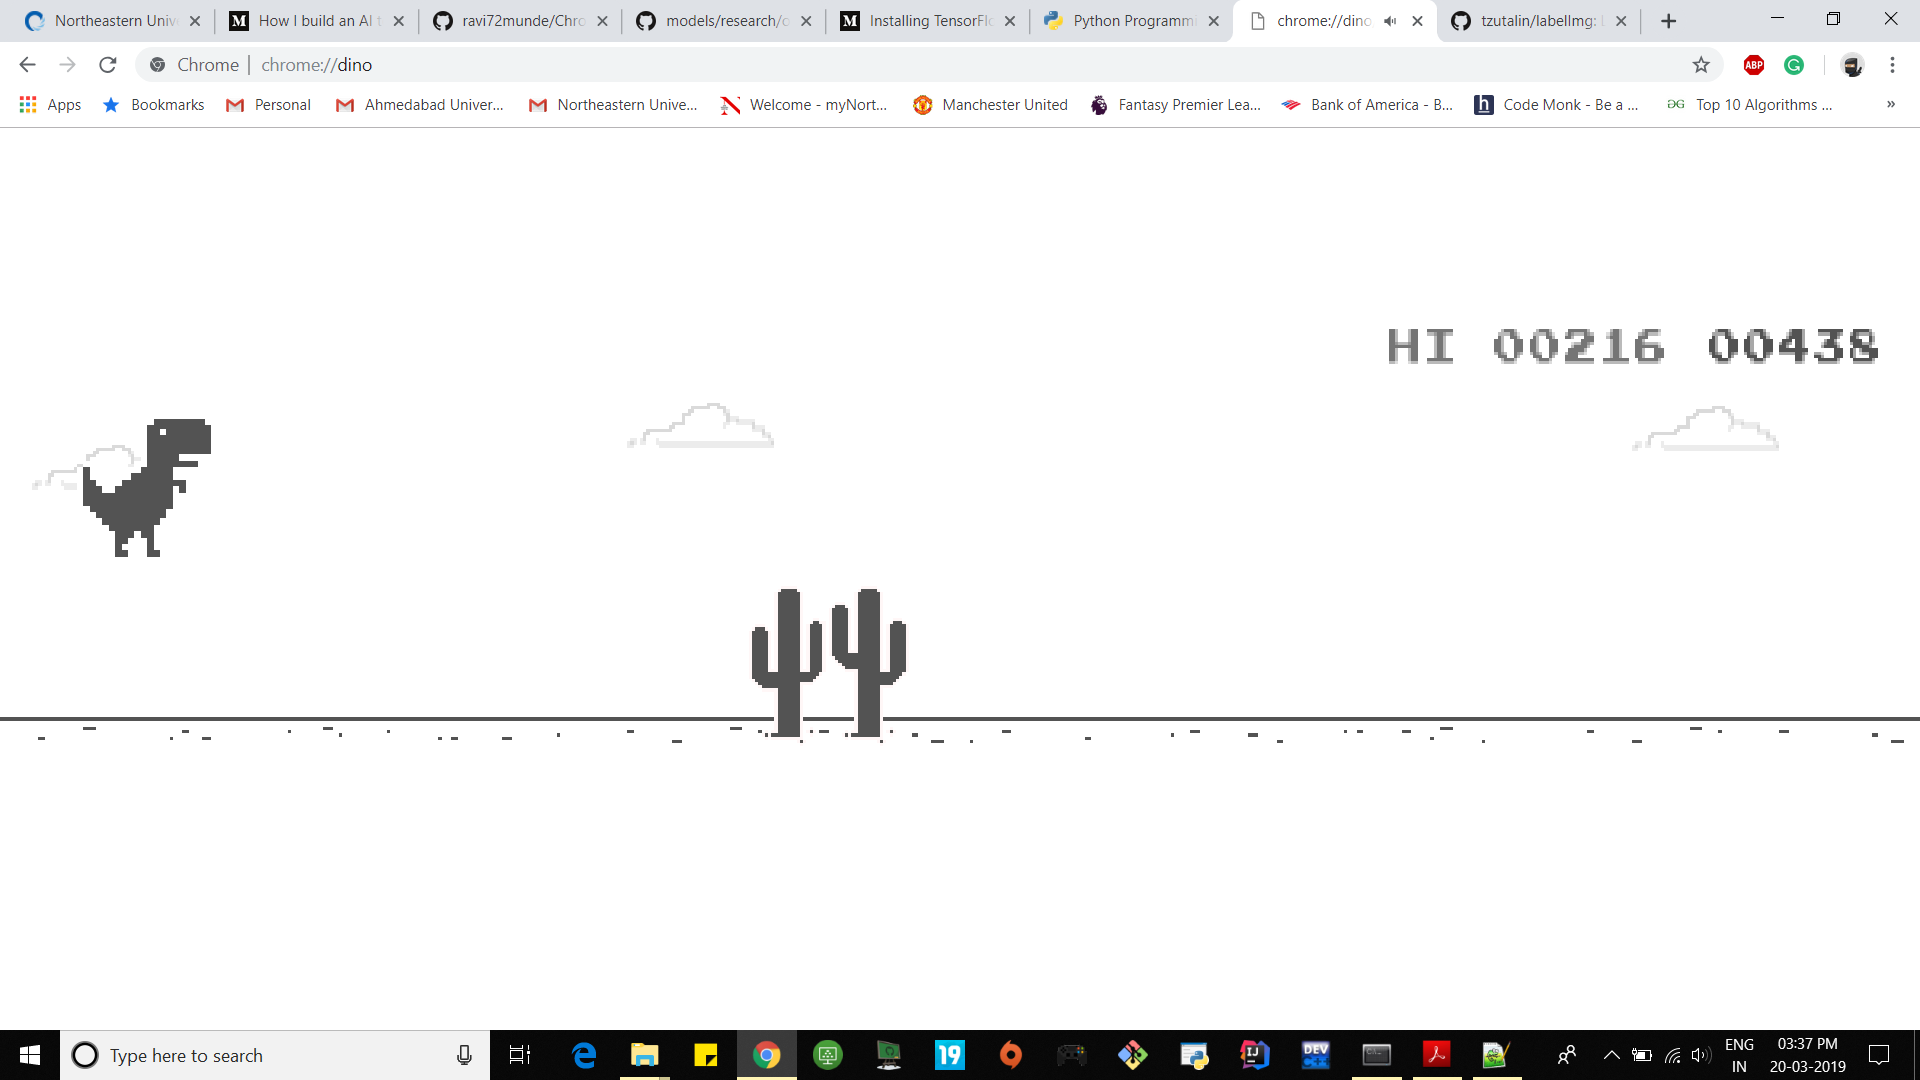 Northeastern Univ
How I build an AI t
ravi72munde/Chro
models/research/o
Installing TensorFlo
Python Programmi
chrome://dino
tzutalin/labelImg:
Chrome | chrome://dino
ABP
Apps
Bookmarks
Personal
Ahmedabad Univer...
Northeastern Unive...
Welcome - myNort...
Manchester United
Fantasy Premier Lea...
Bank of America - B...
Code Monk - Be a ...
Top 10 Algorithms ...
HI 00216 00438
Type here to search
19
IJ
DEV
ENG
IN
03:37 PM
20-03-2019